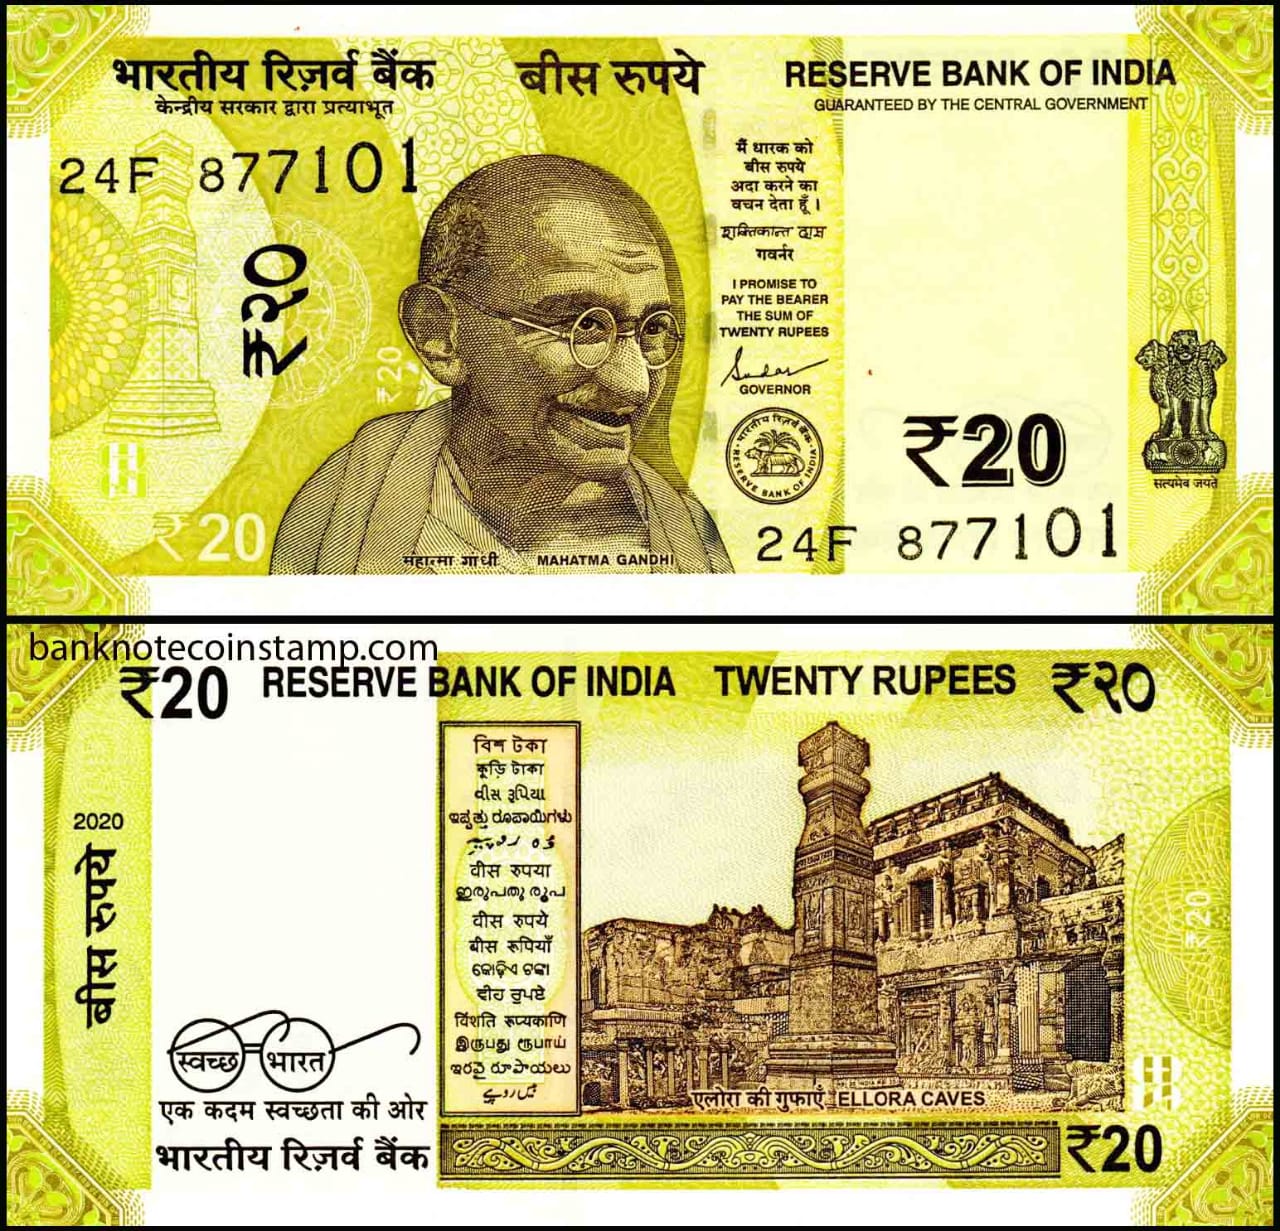 भारतीय रिज़र्व बैंक
केन्द्रीय सरकार द्वारा प्रत्याभूत
बीस रुपये
RESERVE BANK OF INDIA
GUARANTEED BY THE CENTRAL GOVERNMENT
24F 877101
₹२०
₹20
₹20
मैं धारक को
बीस रुपये
अदा करने का
वचन देता हूँ ।
शक्तिकान्त दास
गवर्नर
I PROMISE TO
PAY THE BEARER
THE SUM OF
TWENTY RUPEES
GOVERNOR
भारतीय रिज़र्व बैंक
RESERVE BANK OF INDIA
₹20
सत्यमेव जयते
24F 877101
महात्मा गांधी MAHATMA GANDHI
banknotecoinstamp.com
₹20 RESERVE BANK OF INDIA TWENTY RUPEES ₹२०
2020
बीस रुपये
বিশ টকা
কুড়ি টাকা
વીસ રૂપિયા
ಇಪ್ಪತ್ತು ರೂಪಾಯಿಗಳು
वीस रुपया
ഇരുപതു രൂപ
वीस रुपये
बीस रुपियाँ
କୋଡ଼ିଏ ଟଙ୍କା
ਵੀਹ ਰੁਪਏ
विंशति रूप्यकाणि
இருபது ரூபாய்
ఇరవై రూపాయలు
بیس روپے
₹20
स्वच्छ भारत
एक कदम स्वच्छता की ओर
भारतीय रिज़र्व बैंक
एलोरा की गुफाएँ ELLORA CAVES
₹20